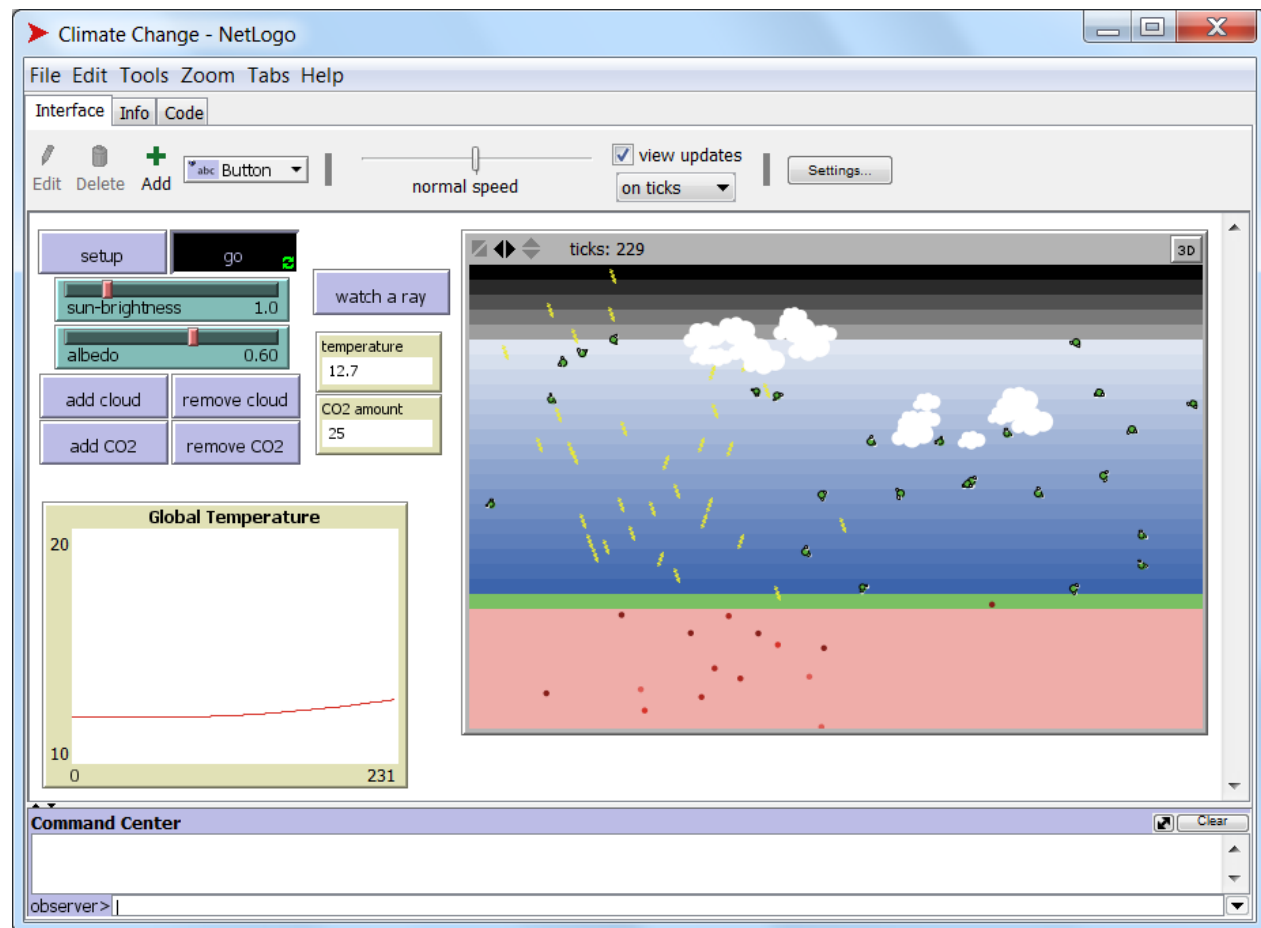 Climate Change - NetLogo
File Edit Tools Zoom Tabs Help
Interface Info Code
Edit Delete Add abc Button
normal speed
view updates
on ticks
Settings...
setup go
sun-brightness 1.0
albedo 0.60
add cloud remove cloud
add CO2 remove CO2
watch a ray
temperature
12.7
CO2 amount
25
Global Temperature
20
10
0 231
ticks: 229 3D
Command Center Clear
observer>